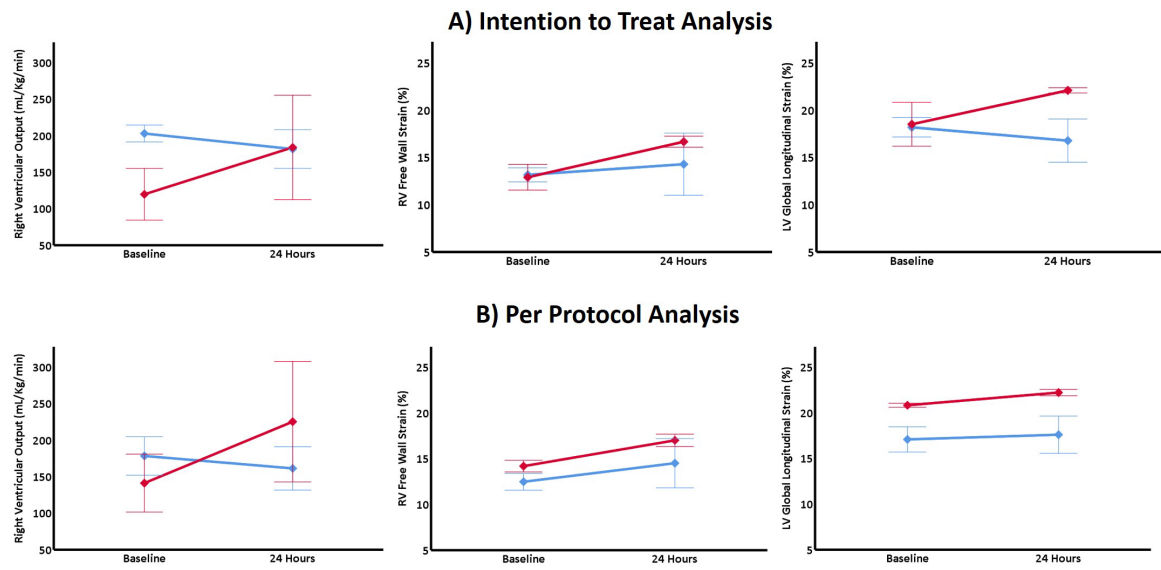 A) Intention to Treat Analysis
Right Ventricular Output (mL/Kg/min)
300
250
200
150
100
50
Baseline
24 Hours
RV Free Wall Strain (%)
25
20
15
10
5
Baseline
24 Hours
LV Global Longitudinal Strain (%)
25
20
15
10
5
Baseline
24 Hours
B) Per Protocol Analysis
Right Ventricular Output (mL/Kg/min)
300
250
200
150
100
50
Baseline
24 Hours
RV Free Wall Strain (%)
25
20
15
10
5
Baseline
24 Hours
LV Global Longitudinal Strain (%)
25
20
15
10
5
Baseline
24 Hours